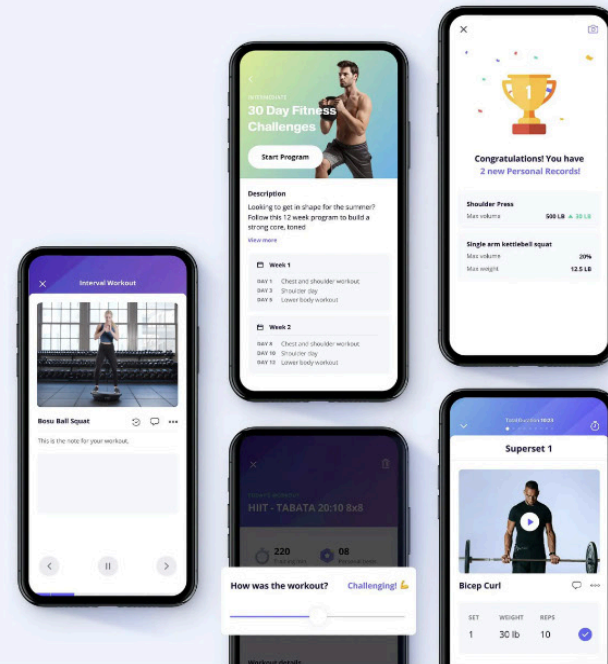 Interval Workout
Bosu Ball Squat
This is the note for your workout.
30 Day Fitness
Challenges
Start Program
Description
Looking to get in shape for the summer?
Follow this 12 week program to build a
strong core, toned
View more
Week 1
DAY 1 Chest and shoulder workout
DAY 3 Shoulder day
DAY 5 Lower body workout
Week 2
DAY 8 Chest and shoulder workout
DAY 10 Shoulder day
DAY 12 Lower body workout
HIIT - TABATA 20:10 8x8
220
08
How was the workout? Challenging! 💪
Workout details
1
Congratulations! You have
2 new Personal Records!
Shoulder Press
Max volume 500 LB ▲ 50 LB
Single arm kettlebell squat
Max volume 20%
Max weight 12.5 LB
Superset 1
Bicep Curl
SET WEIGHT REPS
1 30 lb 10